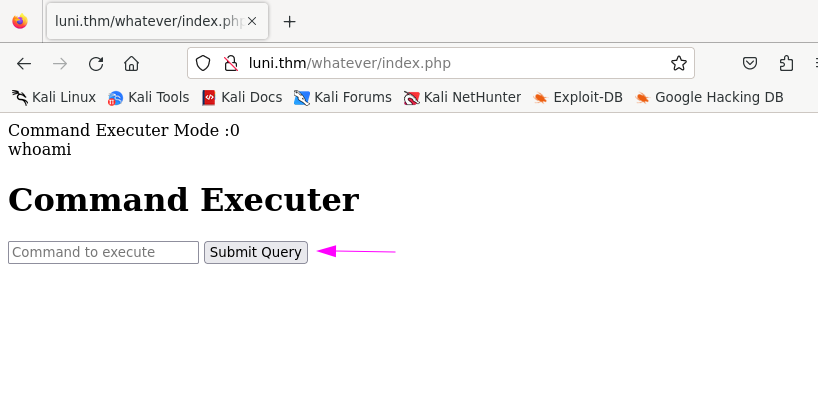 luni.thm/whatever/index.php
luni.thm/whatever/index.php
Kali Linux Kali Tools Kali Docs Kali Forums Kali NetHunter Exploit-DB Google Hacking DB
Command Executer Mode :0
whoami
Command Executer
Command to execute Submit Query